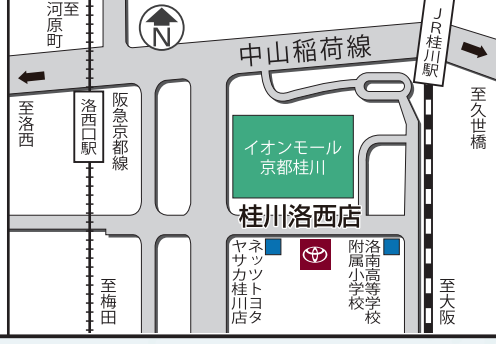 至
河原町
N
中山稲荷線
JR桂川駅
至洛西
洛西口駅
阪急京都線
至久世橋
イオンモール
京都桂川
桂川洛西店
ネッツトヨタ
ヤサカ桂川店
洛南高等学校
附属小学校
至梅田
至大阪